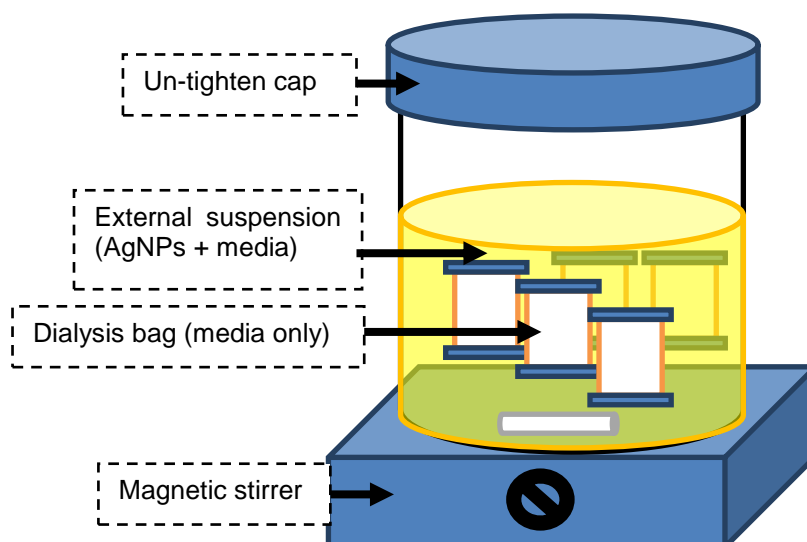 Un-tighten cap
External suspension
(AgNPs + media)
Dialysis bag (media only)
Magnetic stirrer